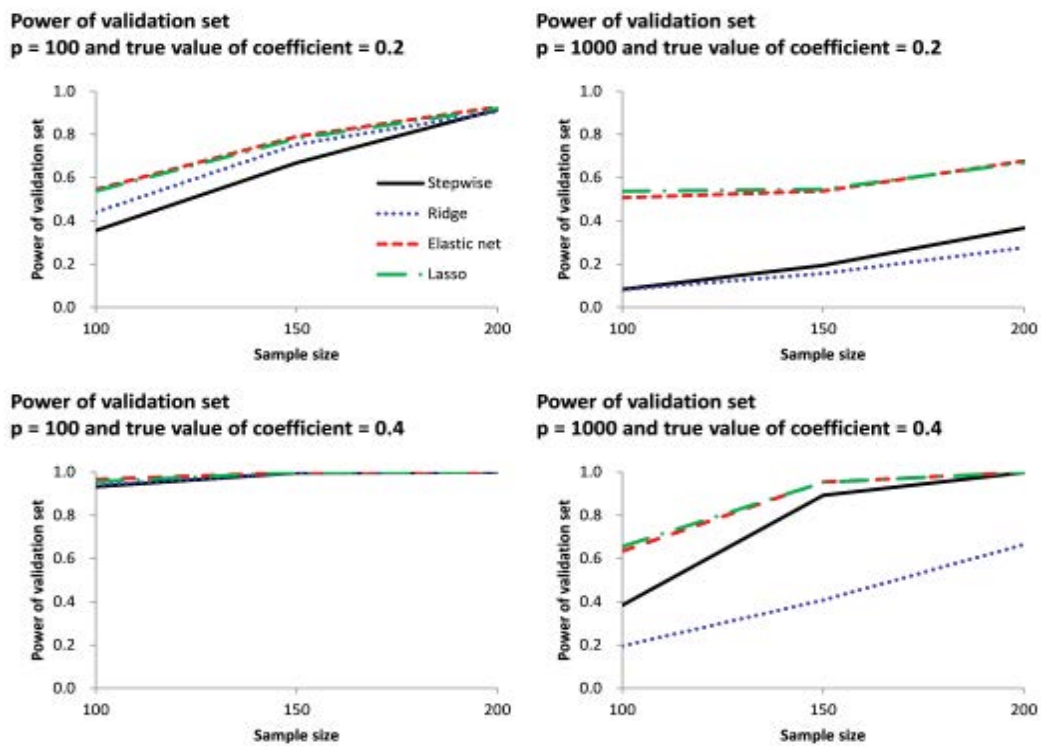 Power of validation set
p = 100 and true value of coefficient = 0.2
Power of validation set
1.0
0.8
0.6
0.4
0.2
0.0
Stepwise
Ridge
Elastic net
Lasso
100
150
200
Sample size
Power of validation set
p = 1000 and true value of coefficient = 0.2
Power of validation set
1.0
0.8
0.6
0.4
0.2
0.0
100
150
200
Sample size
Power of validation set
p = 100 and true value of coefficient = 0.4
Power of validation set
1.0
0.8
0.6
0.4
0.2
0.0
100
150
200
Sample size
Power of validation set
p = 1000 and true value of coefficient = 0.4
Power of validation set
1.0
0.8
0.6
0.4
0.2
0.0
100
150
200
Sample size